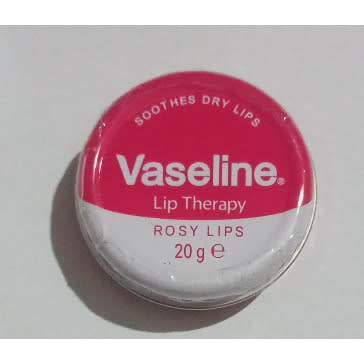 SOOTHES DRY LIPS
Vaseline®
Lip Therapy
ROSY LIPS
20 g ℮